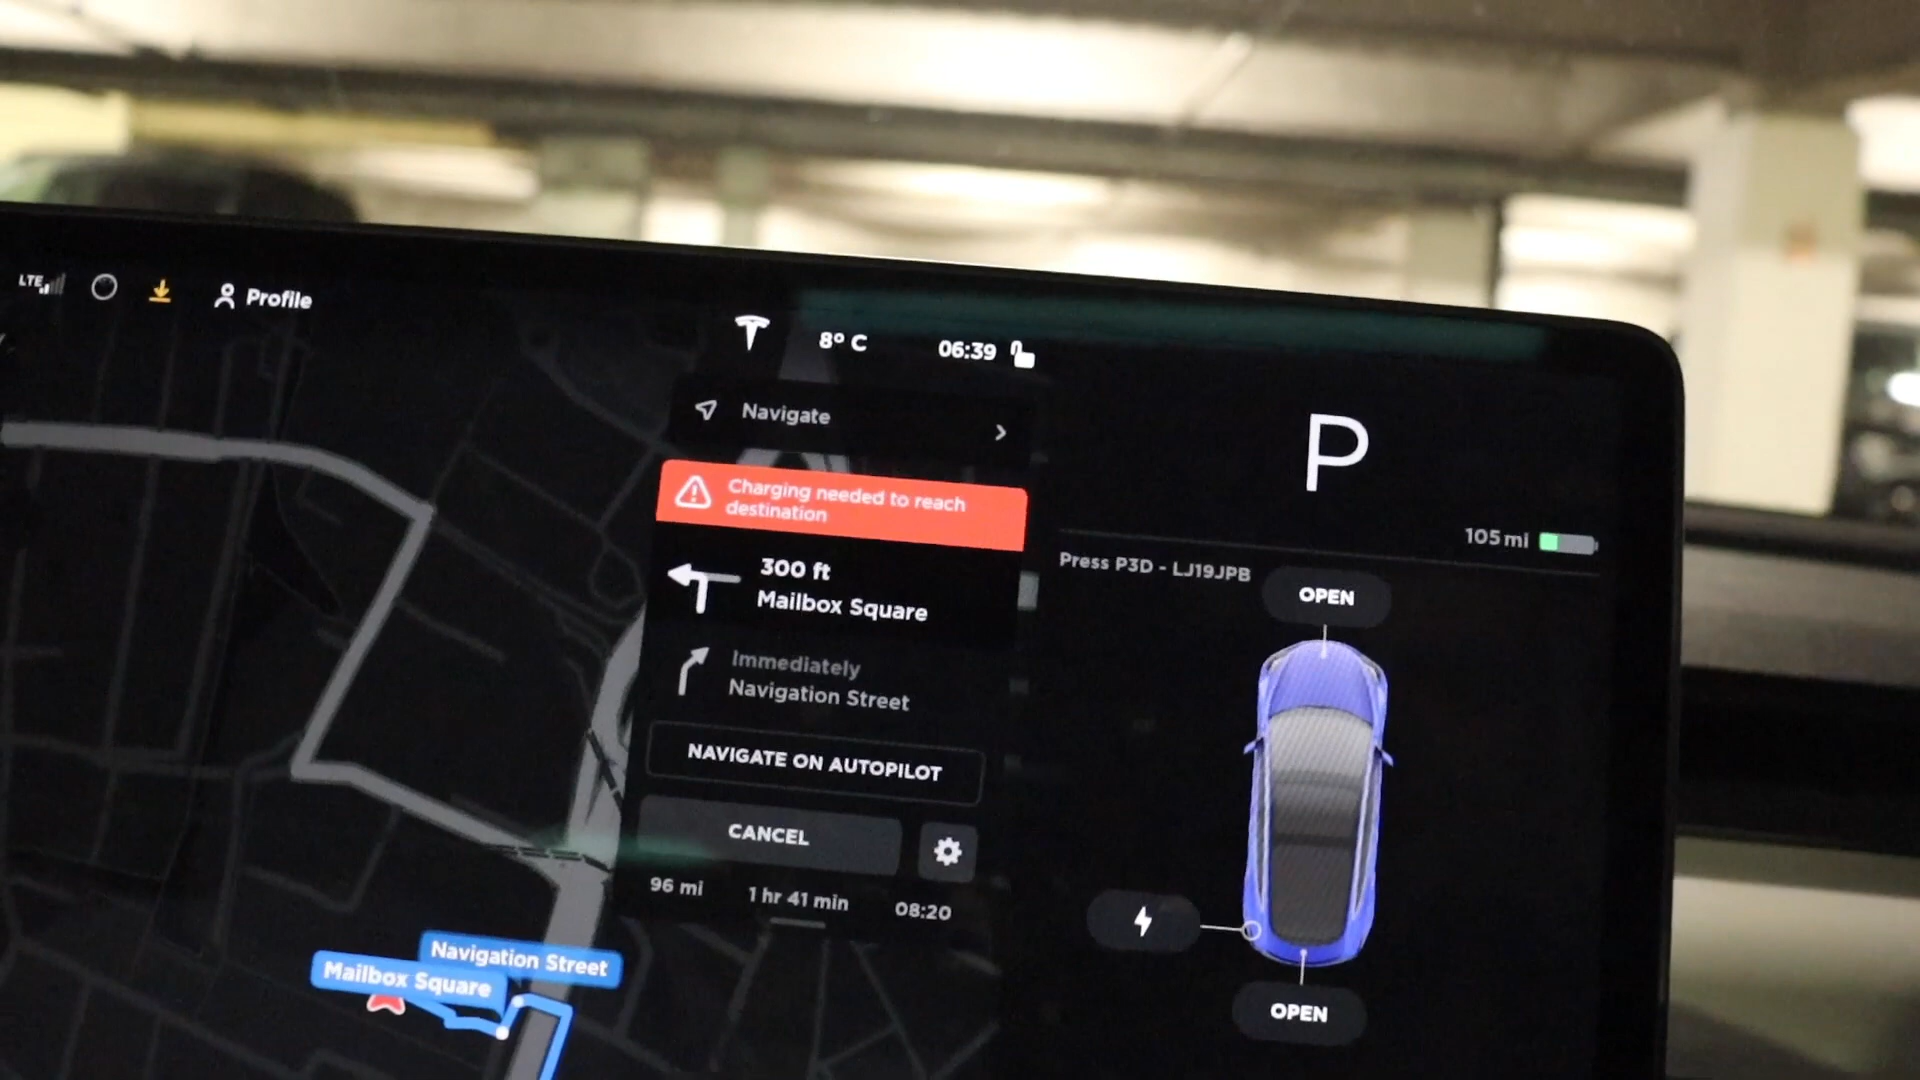 LTE
Profile
8° C
06:39
Navigate
Charging needed to reach
destination
300 ft
Mailbox Square
Immediately
Navigation Street
NAVIGATE ON AUTOPILOT
CANCEL
96 mi
1 hr 41 min
08:20
Navigation Street
Mailbox Square
P
105 mi
Press P3D - LJ19JPB
OPEN
OPEN